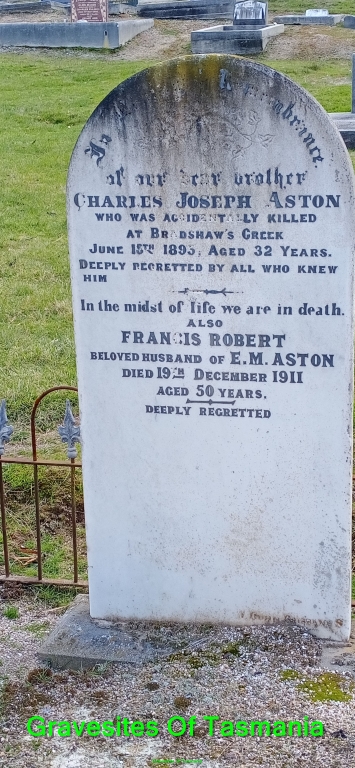 In Remembrance
of our dear brother
CHARLES JOSEPH ASTON
WHO WAS ACCIDENTALLY KILLED
AT BRADSHAW'S CREEK
JUNE 15TH 1895, AGED 32 YEARS.
DEEPLY REGRETTED BY ALL WHO KNEW
HIM
In the midst of life we are in death.
ALSO
FRANCIS ROBERT
BELOVED HUSBAND OF E.M. ASTON
DIED 19TH DECEMBER 1911
AGED 50 YEARS.
DEEPLY REGRETTED
Gravesites Of Tasmania